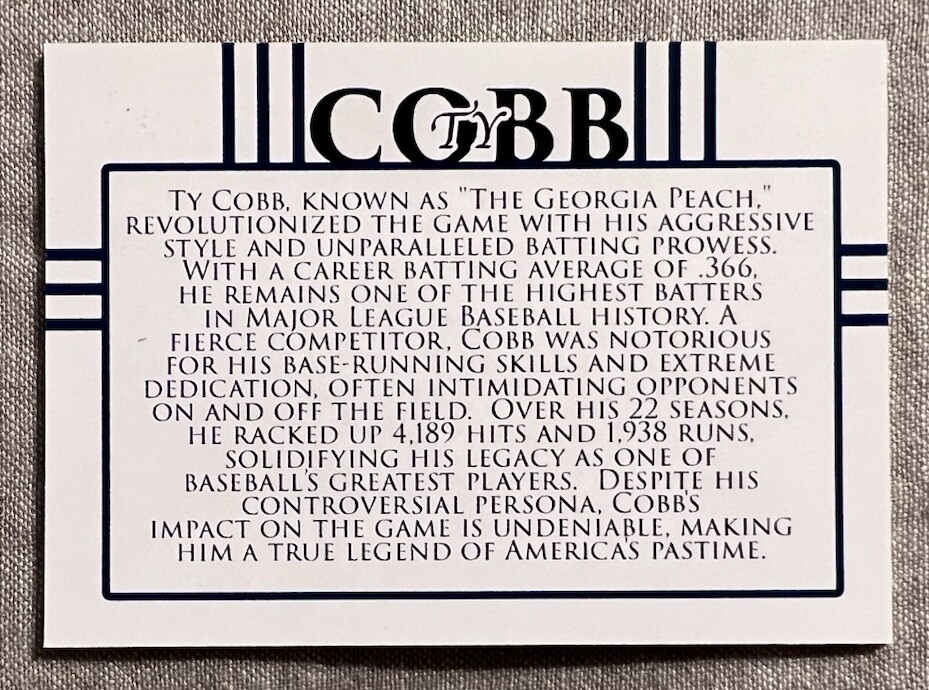 TY COBB
TY COBB, KNOWN AS "THE GEORGIA PEACH,"
REVOLUTIONIZED THE GAME WITH HIS AGGRESSIVE
STYLE AND UNPARALLELED BATTING PROWESS.
WITH A CAREER BATTING AVERAGE OF .366,
HE REMAINS ONE OF THE HIGHEST BATTERS
IN MAJOR LEAGUE BASEBALL HISTORY. A
FIERCE COMPETITOR, COBB WAS NOTORIOUS
FOR HIS BASE-RUNNING SKILLS AND EXTREME
DEDICATION, OFTEN INTIMIDATING OPPONENTS
ON AND OFF THE FIELD. OVER HIS 22 SEASONS,
HE RACKED UP 4,189 HITS AND 1,938 RUNS,
SOLIDIFYING HIS LEGACY AS ONE OF
BASEBALL'S GREATEST PLAYERS. DESPITE HIS
CONTROVERSIAL PERSONA, COBB'S
IMPACT ON THE GAME IS UNDENIABLE, MAKING
HIM A TRUE LEGEND OF AMERICA'S PASTIME.